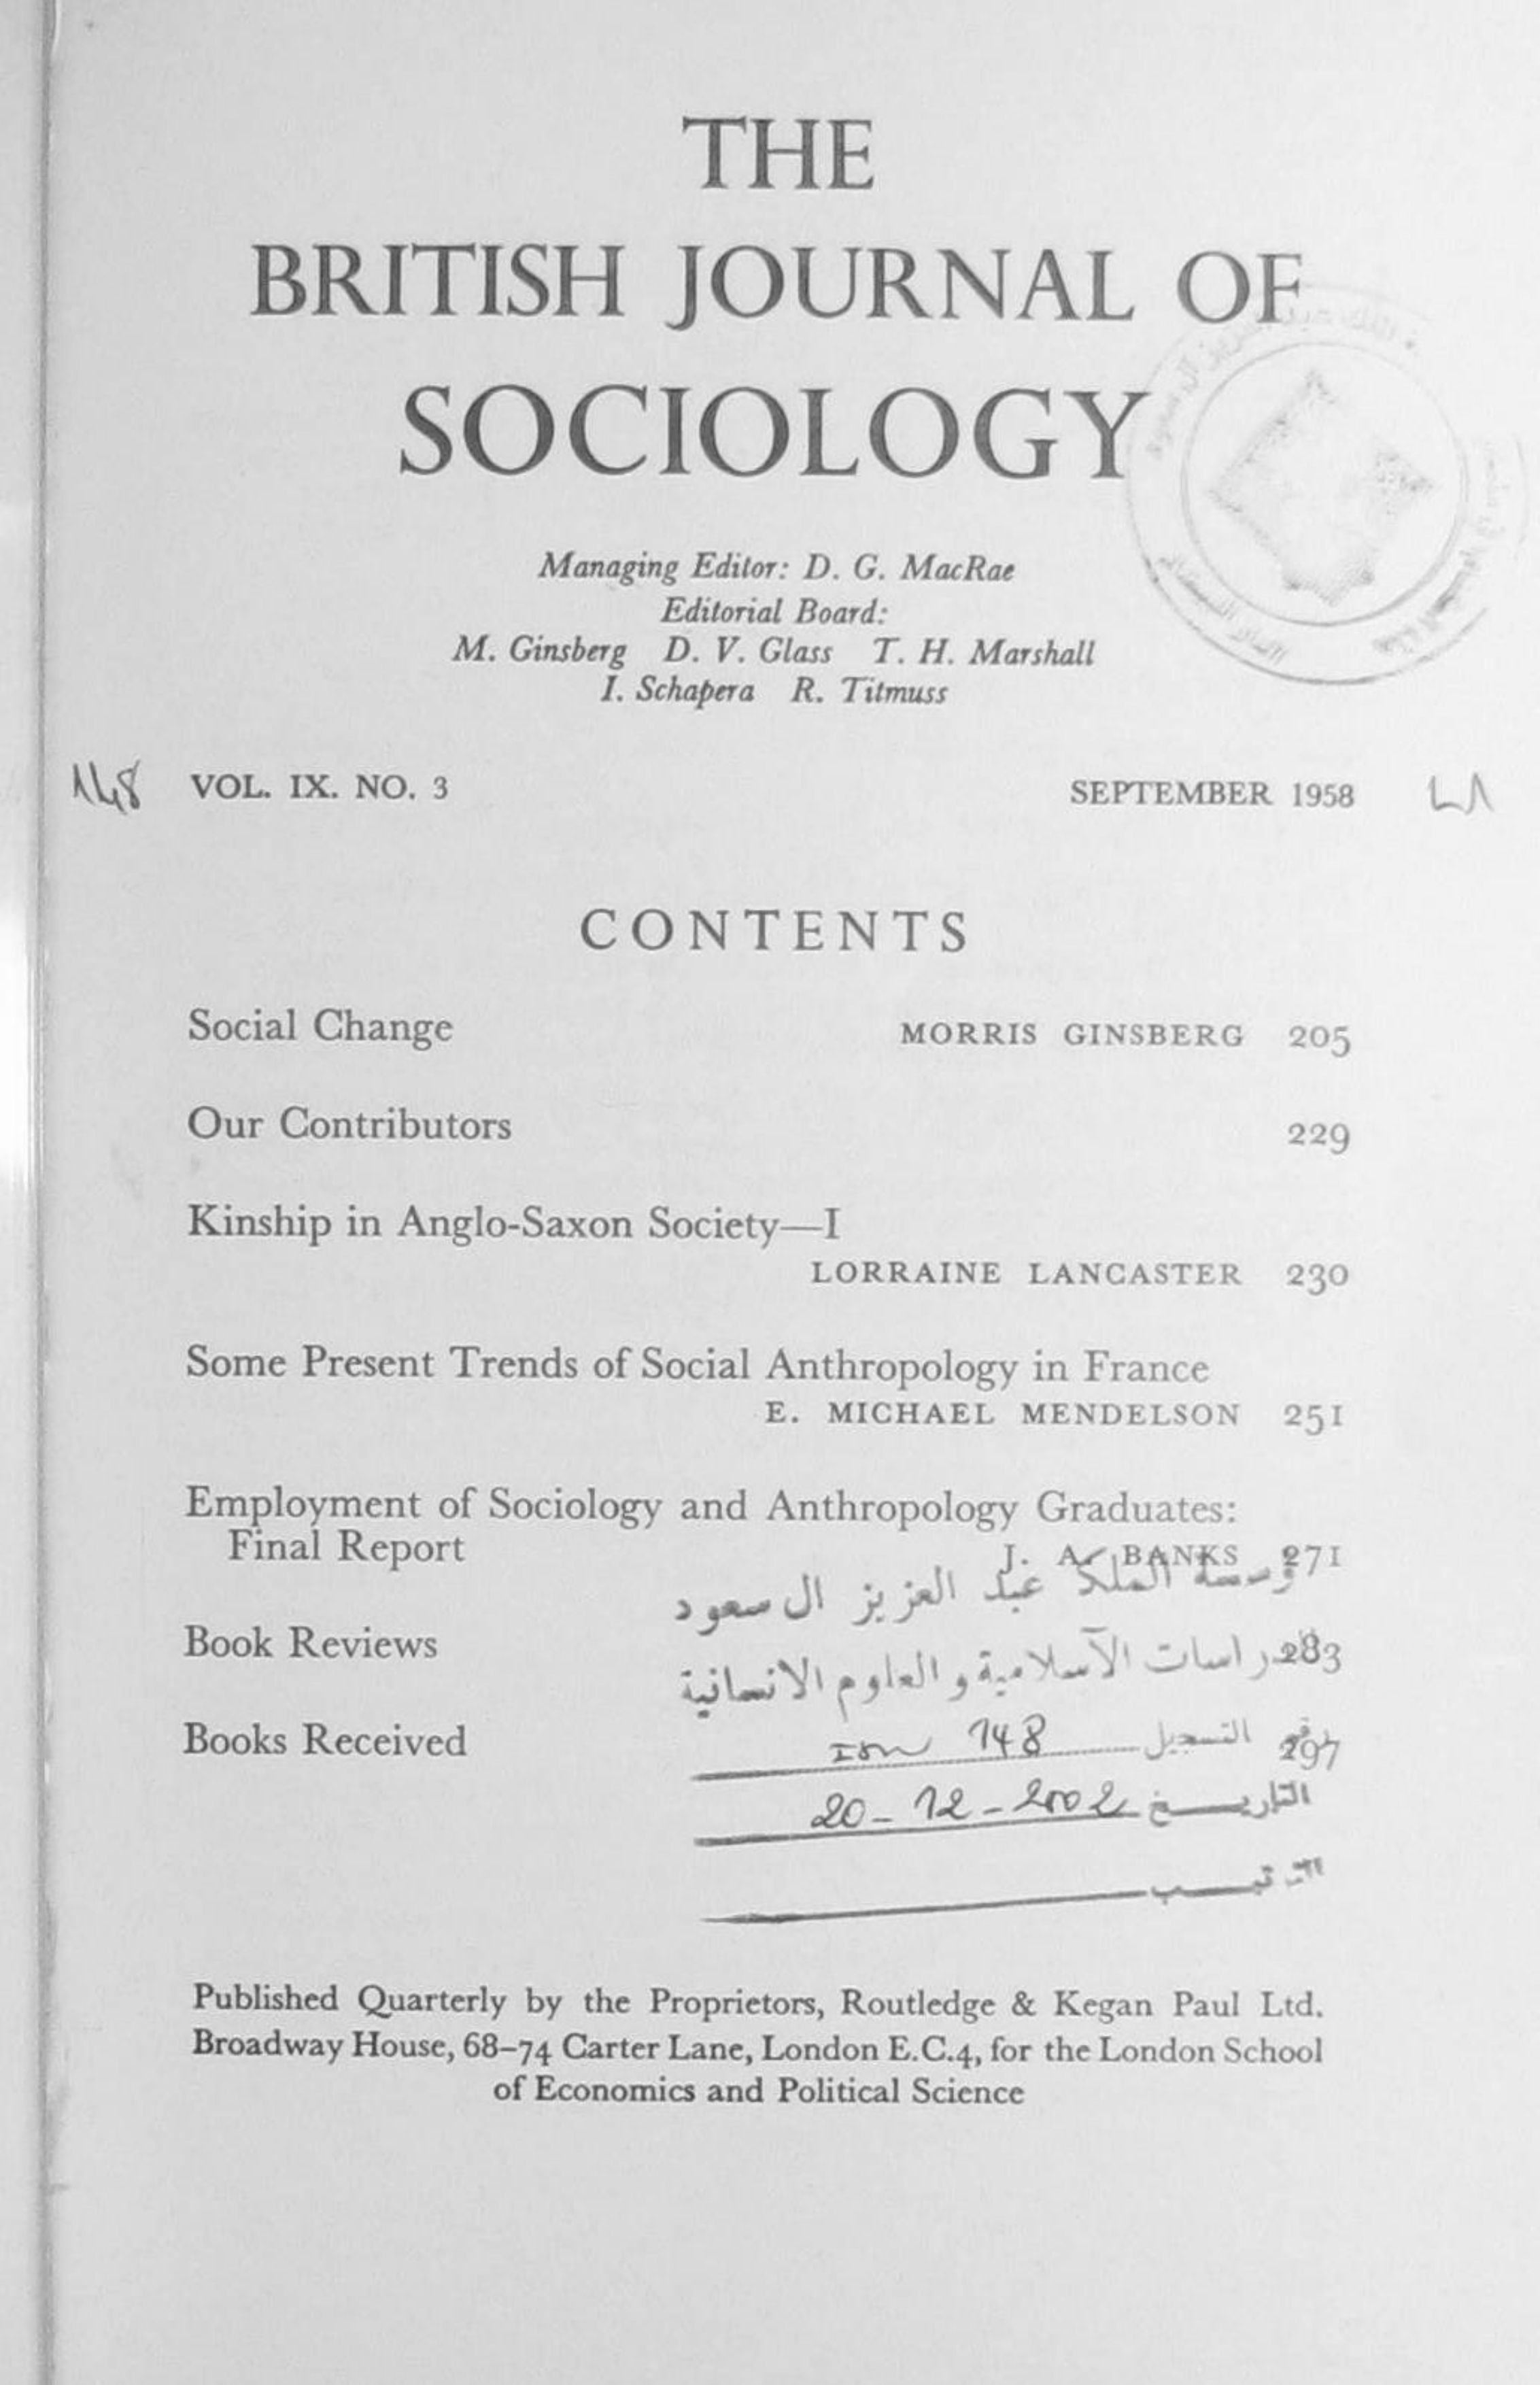 THE
BRITISH JOURNAL OF
SOCIOLOGY
Managing Editor: D. G. MacRae
Editorial Board:
M. Ginsberg D. V. Glass T. H. Marshall
I. Schapera R. Titmuss
148 VOL. IX. NO. 3 SEPTEMBER 1958
CONTENTS
Social Change MORRIS GINSBERG 205
Our Contributors 229
Kinship in Anglo-Saxon Society—I
LORRAINE LANCASTER 230
Some Present Trends of Social Anthropology in France
E. MICHAEL MENDELSON 251
Employment of Sociology and Anthropology Graduates:
Final Report J. A. BANKS 271
الملك عبد العزيز ال سعود
Book Reviews 283
الآسلامية و العلوم الانسانية
Books Received 297
التسجيل 148
التاريخ 20-12-2002
Published Quarterly by the Proprietors, Routledge & Kegan Paul Ltd.
Broadway House, 68–74 Carter Lane, London E.C.4, for the London School
of Economics and Political Science